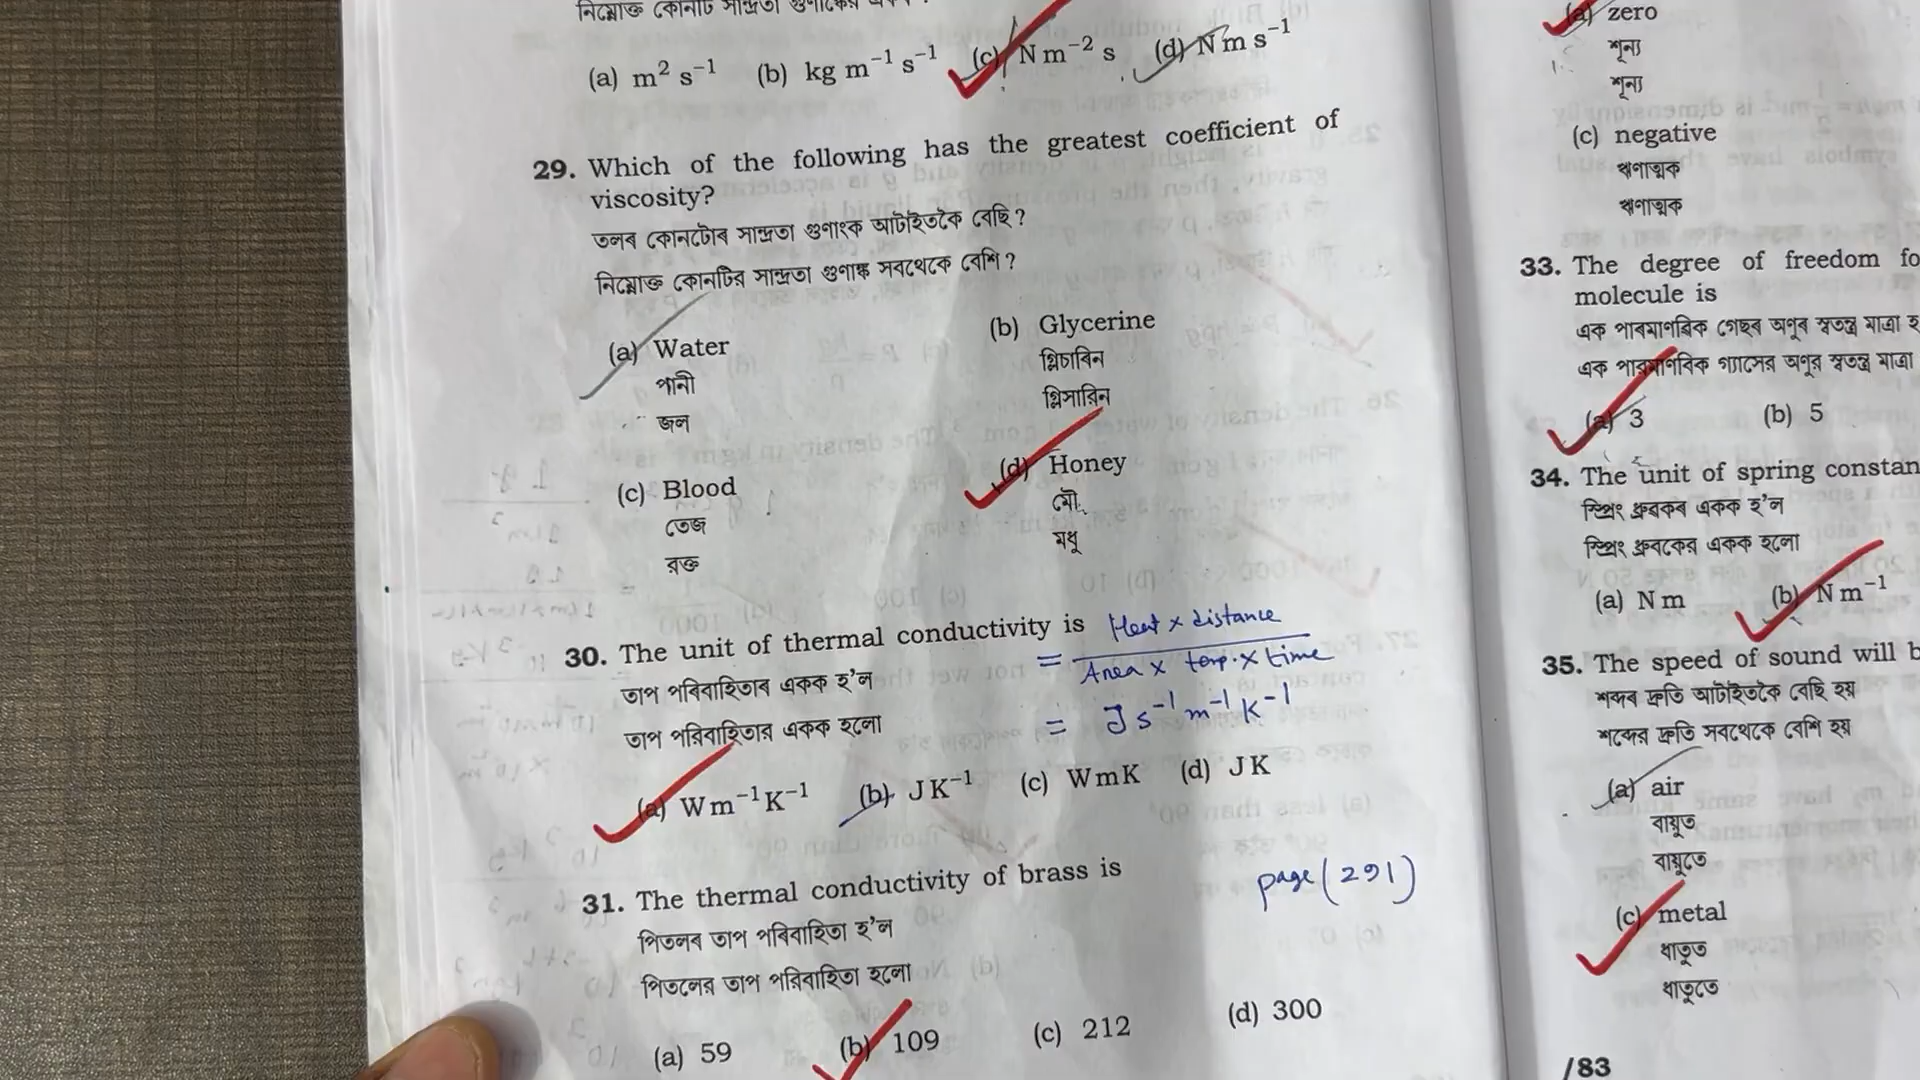 (a) m² s⁻¹ (b) kg m⁻¹ s⁻¹ (c) N m⁻² s (d) N m s⁻¹
29. Which of the following has the greatest coefficient of
viscosity?
তলৰ কোনটোৰ সান্দ্ৰতা গুণাংক আটাইতকৈ বেছি ?
নিম্নোক্ত কোনটির সান্দ্রতা গুণাঙ্ক সবথেকে বেশি ?
(a) Water
পানী
জল
(b) Glycerine
গ্লিচাৰিন
গ্লিসারিন
(c) Blood
তেজ
রক্ত
(d) Honey
মৌ
মধু
30. The unit of thermal conductivity is
তাপ পৰিবাহিতাৰ একক হ'ল
তাপ পরিবাহিতার একক হলো
= Heat × distance
Area × temp. × time
= J s⁻¹ m⁻¹ K⁻¹
(a) W m⁻¹ K⁻¹ (b) J K⁻¹ (c) W m K (d) J K
31. The thermal conductivity of brass is
পিতলৰ তাপ পৰিবাহিতা হ'ল
পিতলের তাপ পরিবাহিতা হলো
page (291)
(a) 59 (b) 109 (c) 212 (d) 300
(a) zero
শূন্য
শূন্য
(c) negative
ঋণাত্মক
ঋণাত্মক
33. The degree of freedom fo
molecule is
এক পাৰমাণৱিক গেছৰ অণুৰ স্বতন্ত্ৰ মাত্ৰা হ
এক পারমাণবিক গ্যাসের অণুর স্বতন্ত্র মাত্রা
(a) 3 (b) 5
34. The unit of spring constan
স্প্ৰিং ধ্ৰুৱকৰ একক হ'ল
স্প্রিং ধ্রুবকের একক হলো
(a) N m (b) N m⁻¹
35. The speed of sound will b
শব্দৰ দ্ৰুতি আটাইতকৈ বেছি হয়
শব্দের দ্রুতি সবথেকে বেশি হয়
(a) air
বায়ুত
বায়ুতে
(c) metal
ধাতুত
ধাতুতে
/83